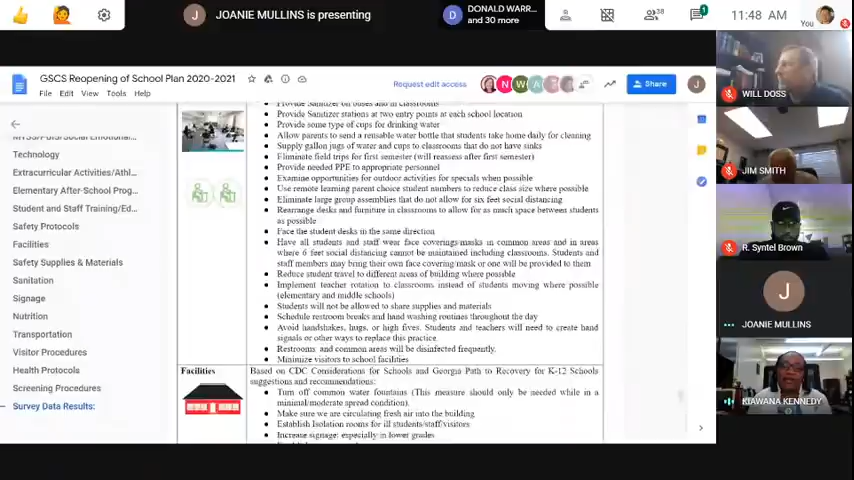 JOANIE MULLINS is presenting
DONALD WARR...
and 30 more
38
1
11:48 AM
You
GSCS Reopening of School Plan 2020-2021
File Edit View Tools Help
Request edit access
Share
Technology
Extracurricular Activities/Athl...
Elementary After-School Prog...
Student and Staff Training/Ed...
Safety Protocols
Facilities
Safety Supplies & Materials
Sanitation
Signage
Nutrition
Transportation
Visitor Procedures
Health Protocols
Screening Procedures
Survey Data Results:
Provide Sanitizer on buses and in classrooms
Provide Sanitizer stations at two entry points at each school location
Provide some type of cups for drinking water
Allow parents to send a reusable water bottle that students take home daily for cleaning
Supply gallon jugs of water and cups to classrooms that do not have sinks
Eliminate field trips for first semester (will reassess after first semester)
Provide needed PPE to appropriate personnel
Examine opportunities for outdoor activities for specials when possible
Use remote learning parent choice student numbers to reduce class size where possible
Eliminate large group assemblies that do not allow for six feet social distancing
Rearrange desks and furniture in classrooms to allow for as much space between students
as possible
Face the student desks in the same direction
Have all students and staff wear face coverings/masks in common areas and in areas
where 6 feet social distancing cannot be maintained including classrooms. Students and
staff members may bring their own face covering/mask or one will be provided to them
Reduce student travel to different areas of building where possible
Implement teacher rotation to classrooms instead of students moving where possible
(elementary and middle schools)
Students will not be allowed to share supplies and materials
Schedule restroom breaks and hand washing routines throughout the day
Avoid handshakes, hugs, or high fives. Students and teachers will need to create hand
signals or other ways to replace this practice.
Restrooms and common areas will be disinfected frequently.
Minimize visitors to school facilities
Facilities
Based on CDC Considerations for Schools and Georgia Path to Recovery for K-12 Schools
suggestions and recommendations:
Turn off common water fountains (This measure should only be needed while in a
minimal/moderate spread condition).
Make sure we are circulating fresh air into the building
Establish Isolation rooms for ill students/staff/visitors
Increase signage: especially in lower grades
WILL DOSS
JIM SMITH
R. Syntel Brown
J
JOANIE MULLINS
KIAWANA KENNEDY